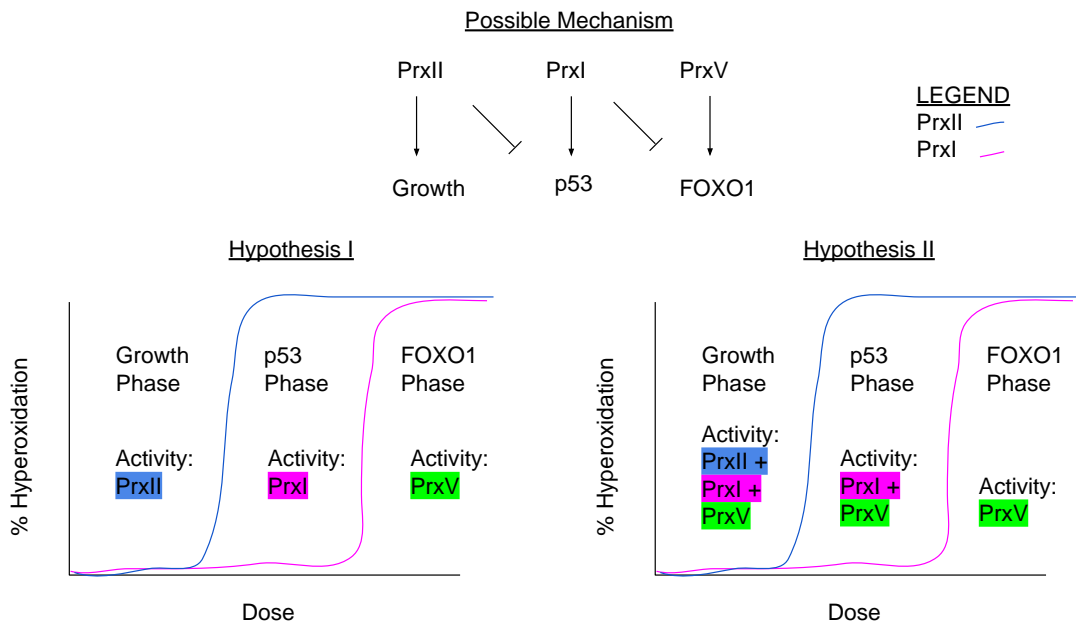 Possible Mechanism
PrxII
PrxI
PrxV
Growth
p53
FOXO1
LEGEND
PrxII
PrxI
Hypothesis I
% Hyperoxidation
Growth
Phase
p53
Phase
FOXO1
Phase
Activity:
PrxII
Activity:
PrxI
Activity:
PrxV
Dose
Hypothesis II
% Hyperoxidation
Growth
Phase
p53
Phase
FOXO1
Phase
Activity:
PrxII +
PrxI +
PrxV
Activity:
PrxI +
PrxV
Activity:
PrxV
Dose